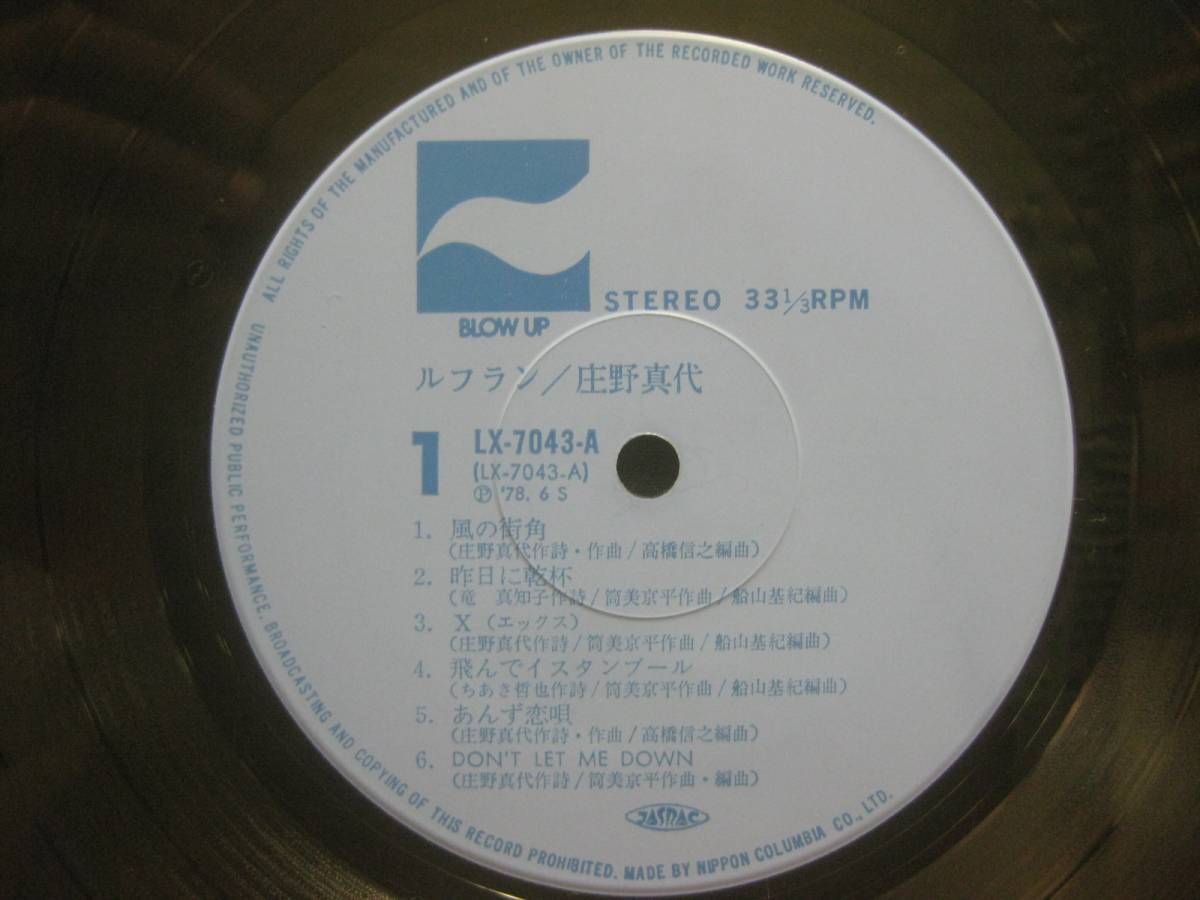 ALL RIGHTS OF THE MANUFACTURED AND OF THE OWNER OF THE RECORDED WORK RESERVED.
BLOW UP
STEREO 33⅓RPM
ルフラン/庄野真代
1
LX-7043-A
(LX-7043-A)
Ⓟ '78. 6 S
1. 風の街角
(庄野真代作詩・作曲/高橋信之編曲)
2. 昨日に乾杯
(竜 真知子作詩/筒美京平作曲/船山基紀編曲)
3. X (エックス)
(庄野真代作詩/筒美京平作曲/船山基紀編曲)
4. 飛んでイスタンブール
(ちあき哲也作詩/筒美京平作曲/船山基紀編曲)
5. あんず恋唄
(庄野真代作詩・作曲/高橋信之編曲)
6. DON'T LET ME DOWN
(庄野真代作詩/筒美京平作曲・編曲)
JASRAC
UNAUTHORIZED PUBLIC PERFORMANCE. BROADCASTING AND COPYING OF THIS RECORD PROHIBITED. MADE BY NIPPON COLUMBIA CO., LTD.